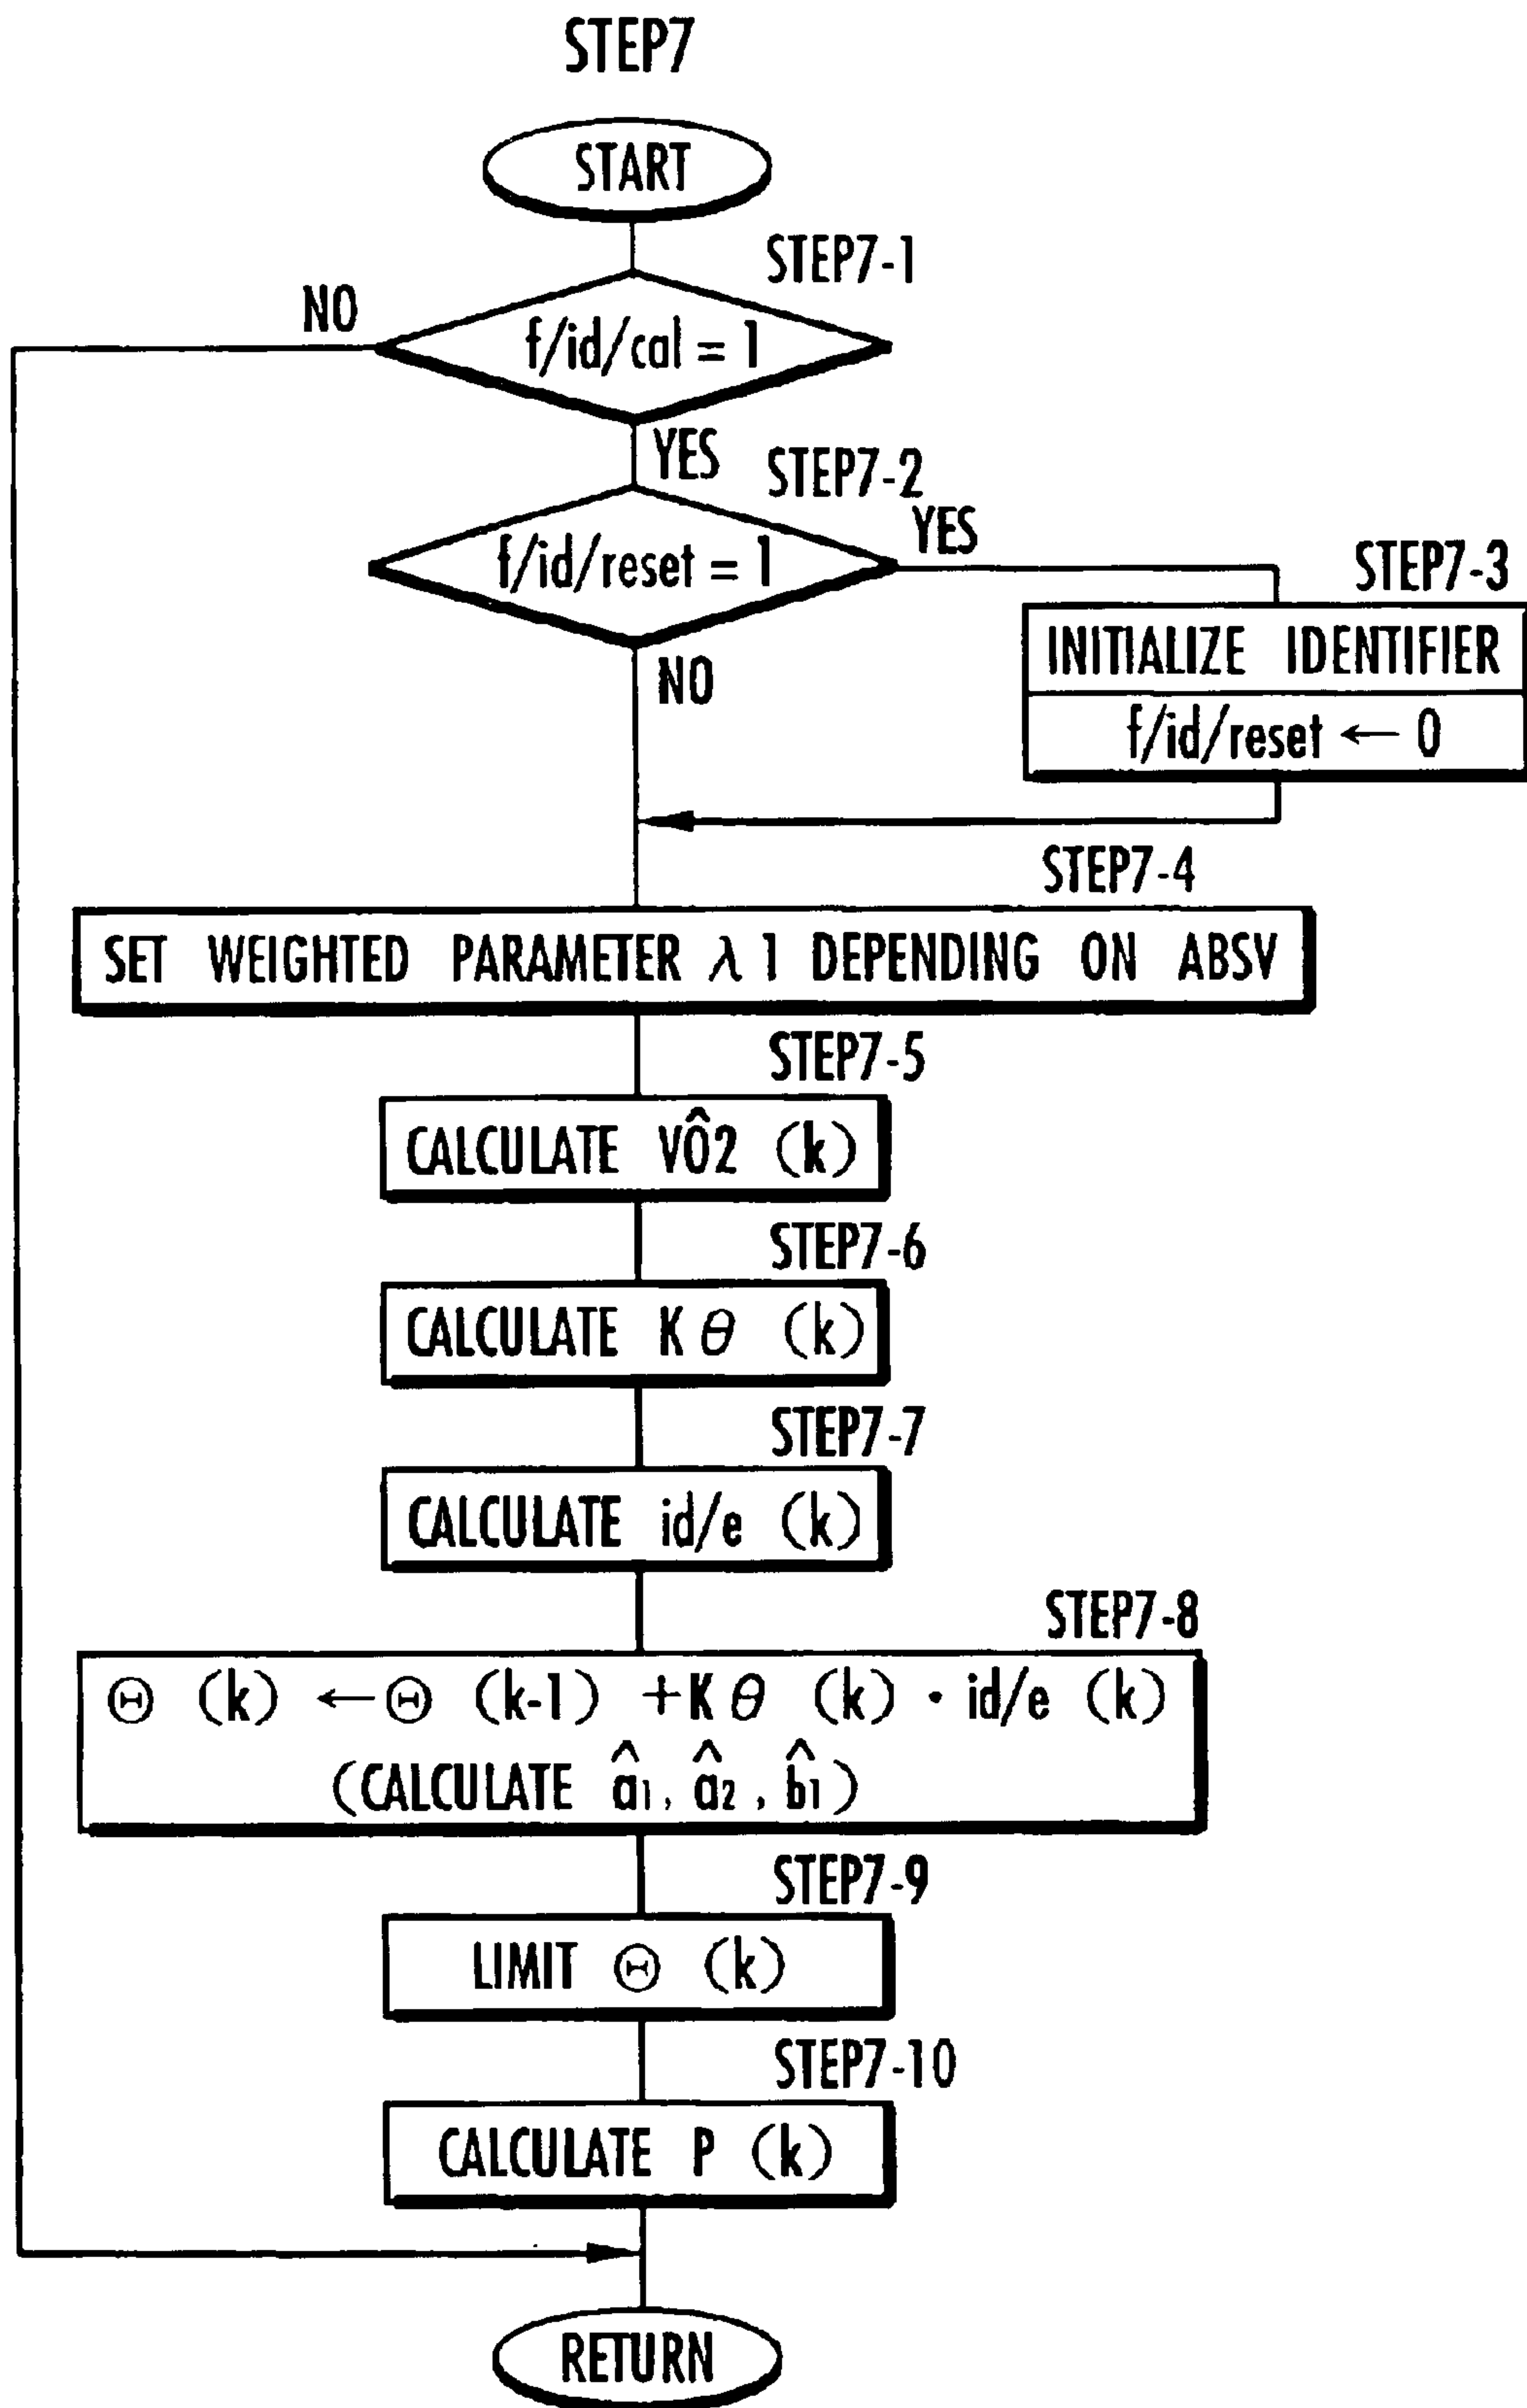 STEP7
START
STEP7-1
NO
f/id/cal = 1
YES
STEP7-2
YES
f/id/reset = 1
STEP7-3
INITIALIZE IDENTIFIER
NO
f/id/reset ← 0
STEP7-4
SET WEIGHTED PARAMETER λ1 DEPENDING ON ABSV
STEP7-5
CALCULATE VÔ2 (k)
STEP7-6
CALCULATE Kθ (k)
STEP7-7
CALCULATE id/e (k)
STEP7-8
Θ (k) ← Θ (k-1) +Kθ (k) · id/e (k)
(CALCULATE â1, â2, b̂1)
STEP7-9
LIMIT Θ (k)
STEP7-10
CALCULATE P (k)
RETURN